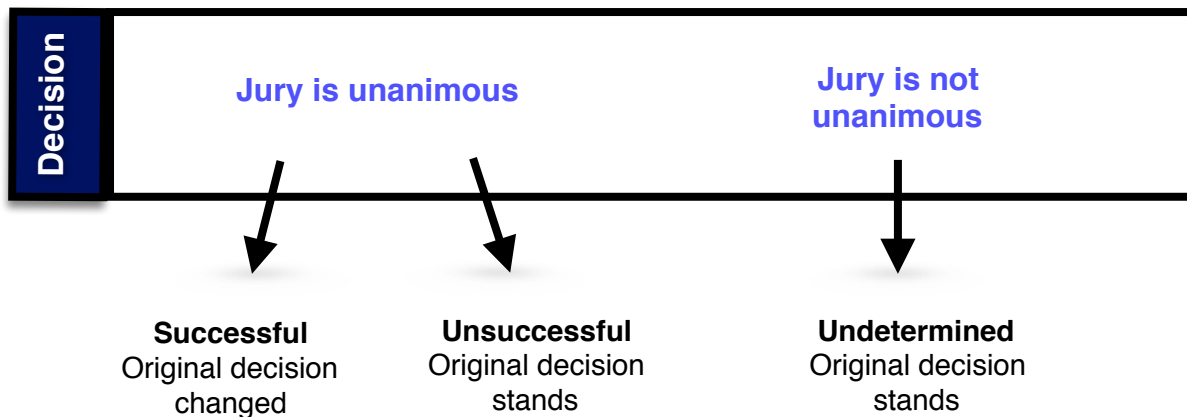 Decision
Jury is unanimous
Jury is not
unanimous
Successful
Original decision
changed
Unsuccessful
Original decision
stands
Undetermined
Original decision
stands